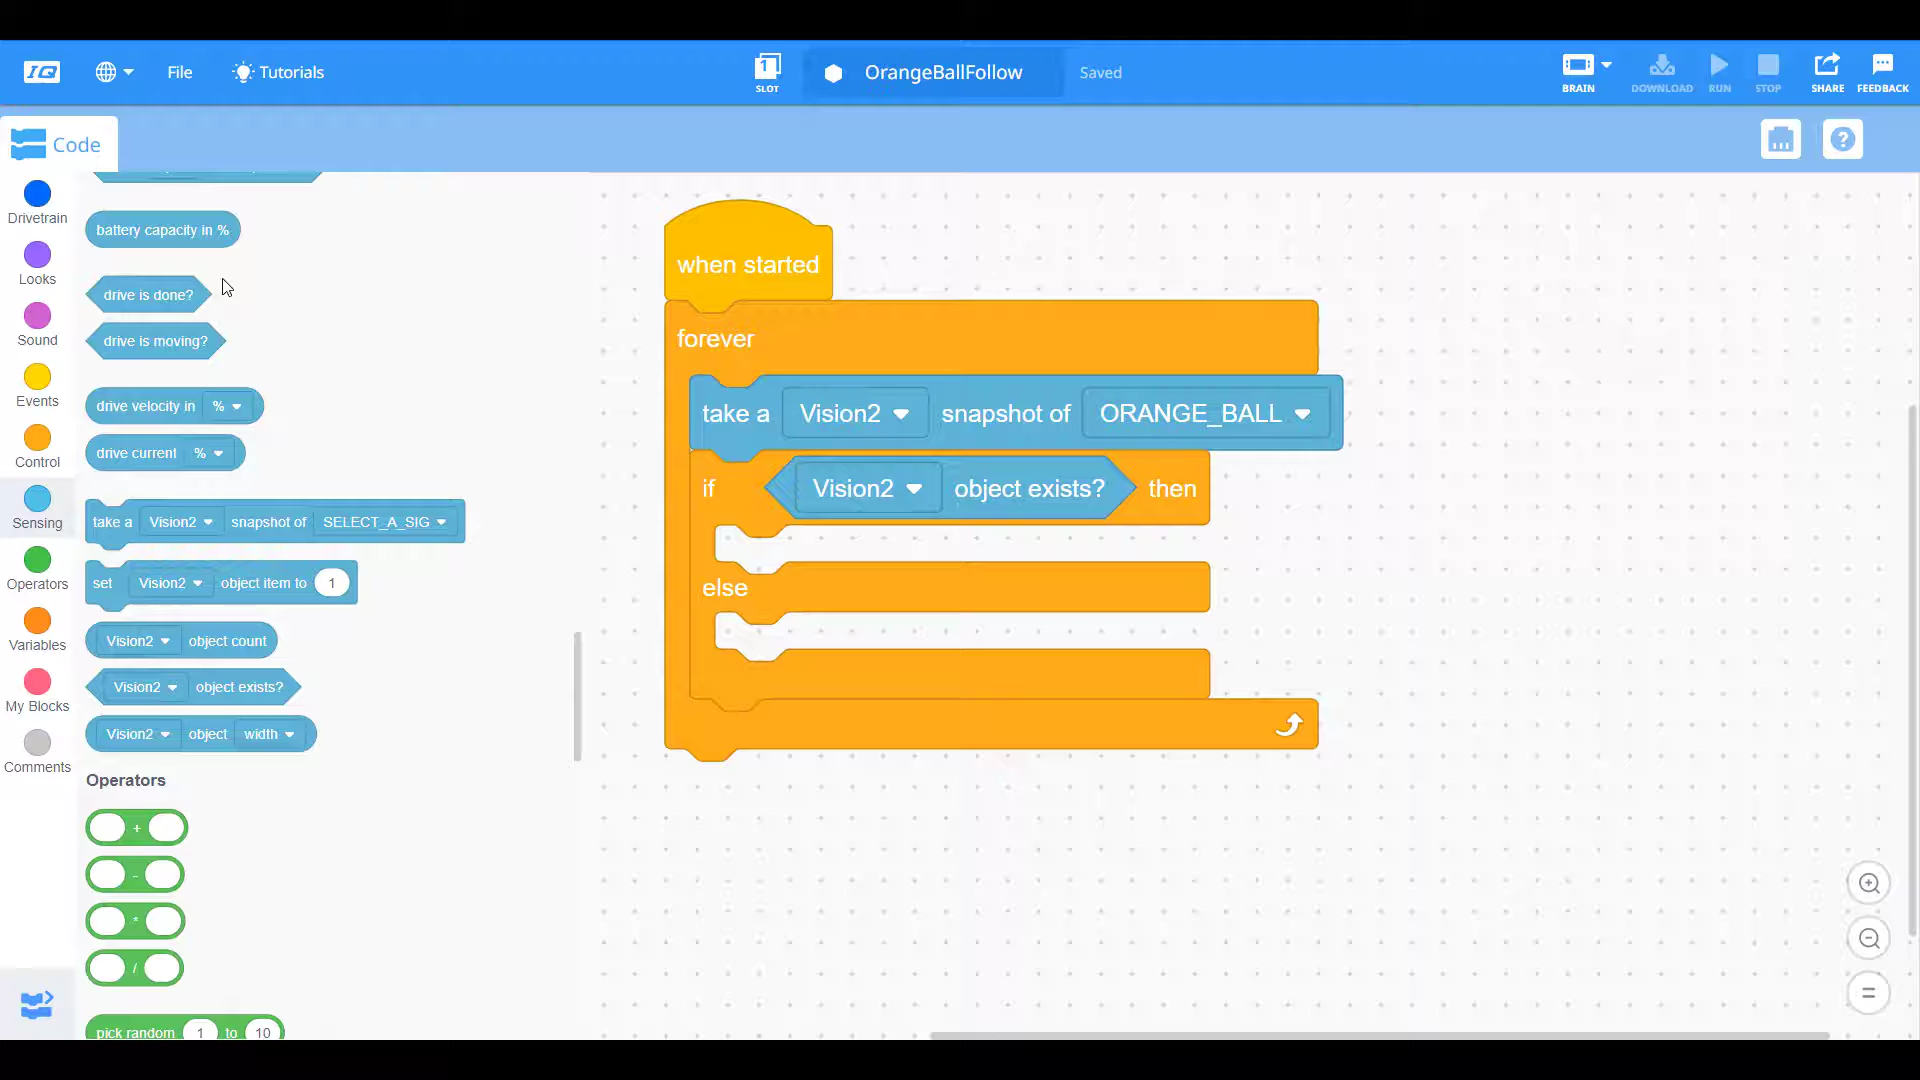 IQ File Tutorials 1 SLOT OrangeBallFollow Saved BRAIN DOWNLOAD RUN STOP SHARE FEEDBACK
Code
Drivetrain
Looks
Sound
Events
Control
Sensing
Operators
Variables
My Blocks
Comments
battery capacity in %
drive is done?
drive is moving?
drive velocity in %
drive current %
take a Vision2 snapshot of SELECT_A_SIG
set Vision2 object item to 1
Vision2 object count
Vision2 object exists?
Vision2 object width
Operators
+
-
*
/
pick random 1 to 10
when started
forever
take a Vision2 snapshot of ORANGE_BALL
if Vision2 object exists? then
else